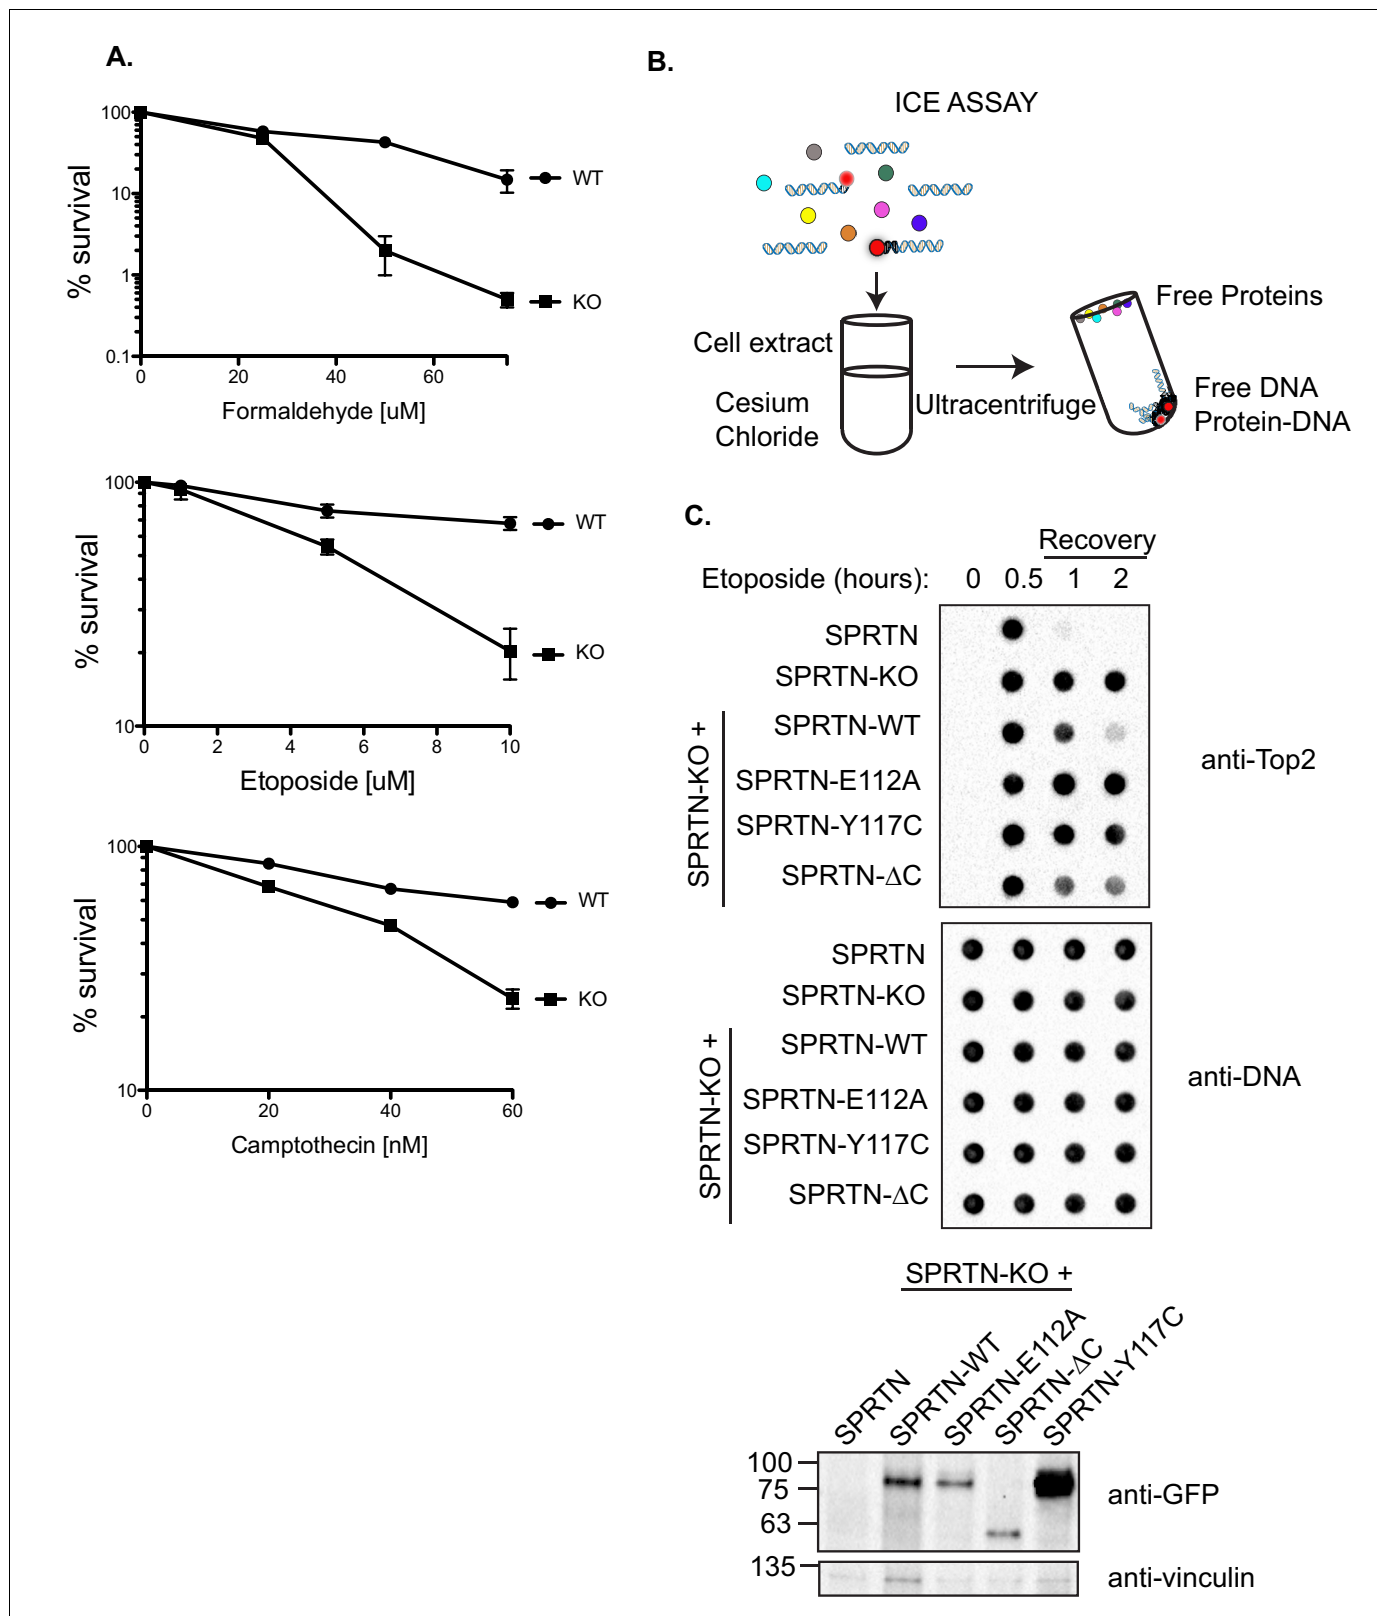 A.
100
10
1
0.1
% survival
0 20 40 60
Formaldehyde [uM]
WT
KO
100
10
% survival
0 2 4 6 8 10
Etoposide [uM]
WT
KO
100
10
% survival
0 20 40 60
Camptothecin [nM]
WT
KO
B.
ICE ASSAY
Cell extract
Cesium
Chloride
Ultracentrifuge
Free Proteins
Free DNA
Protein-DNA
C.
Recovery
Etoposide (hours): 0 0.5 1 2
SPRTN
SPRTN-KO
SPRTN-KO +
SPRTN-WT
SPRTN-E112A
SPRTN-Y117C
SPRTN-ΔC
anti-Top2
SPRTN
SPRTN-KO
SPRTN-KO +
SPRTN-WT
SPRTN-E112A
SPRTN-Y117C
SPRTN-ΔC
anti-DNA
SPRTN-KO +
SPRTN
SPRTN-WT
SPRTN-E112A
SPRTN-ΔC
SPRTN-Y117C
100
75
63
anti-GFP
135
anti-vinculin